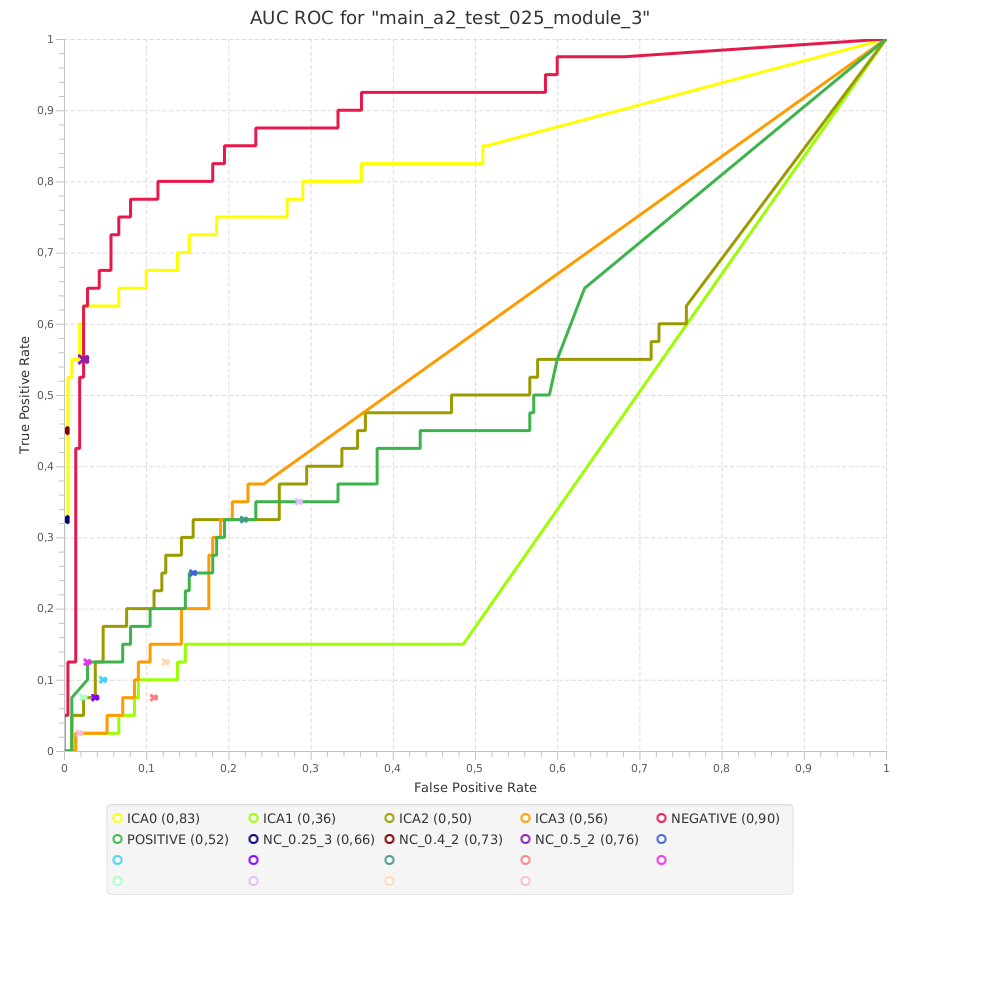 AUC ROC for "main_a2_test_025_module_3"
1
0,9
0,8
0,7
0,6
0,5
0,4
0,3
0,2
0,1
0
True Positive Rate
0 0,1 0,2 0,3 0,4 0,5 0,6 0,7 0,8 0,9 1
False Positive Rate
ICA0 (0,83) ICA1 (0,36) ICA2 (0,50) ICA3 (0,56) NEGATIVE (0,90)
POSITIVE (0,52) NC_0.25_3 (0,66) NC_0.4_2 (0,73) NC_0.5_2 (0,76)